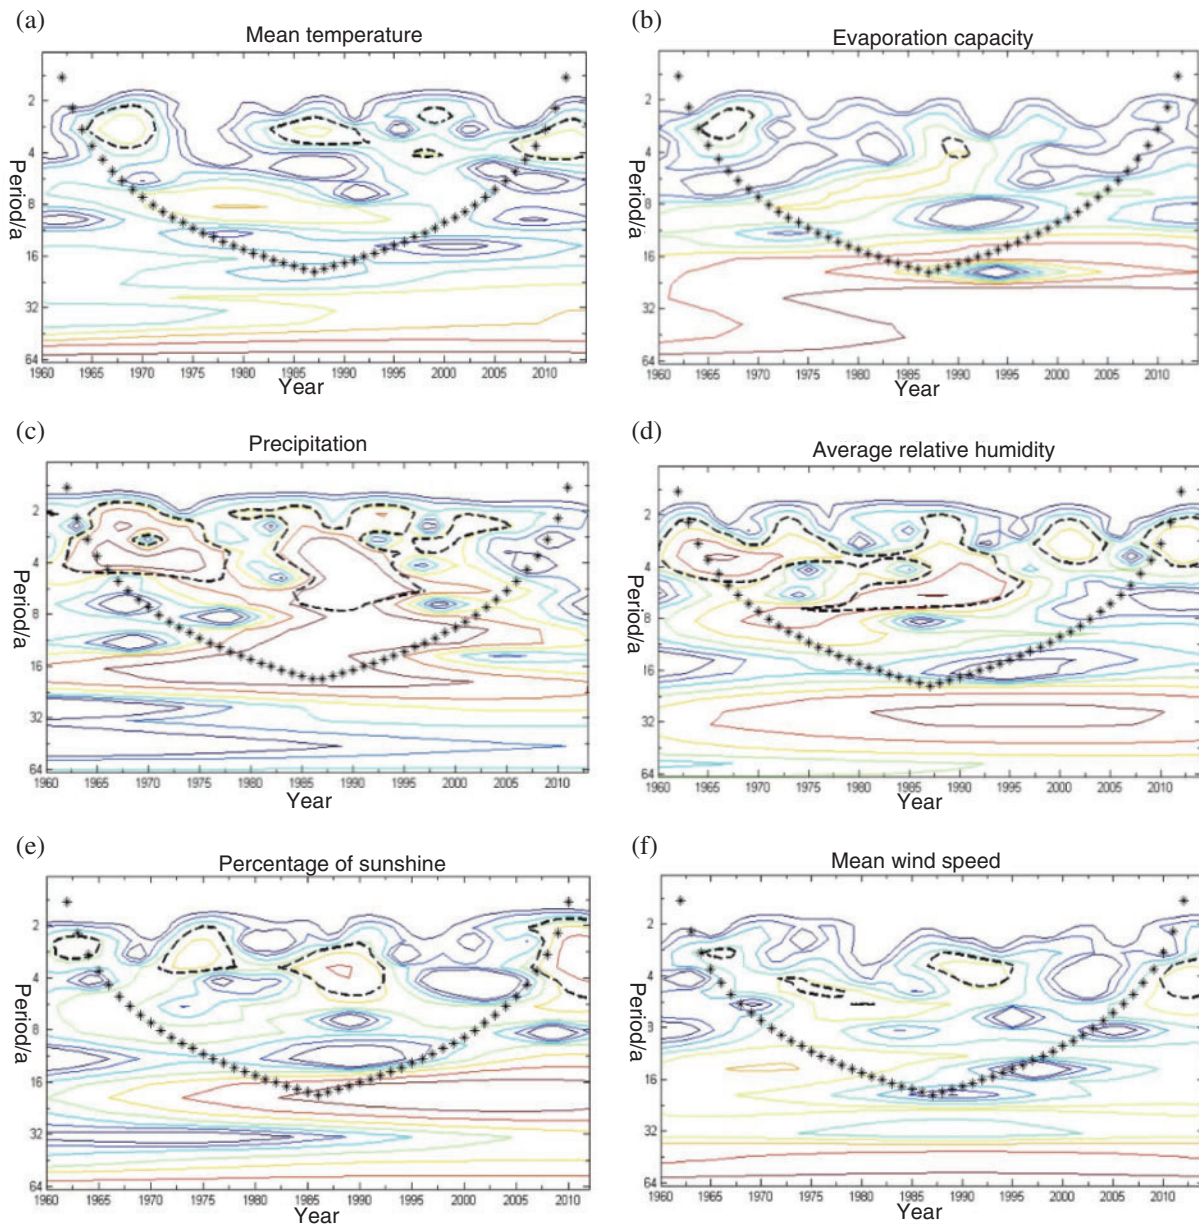 (a)
Mean temperature
Period/a
2
4
8
16
32
64
1960 1965 1970 1975 1980 1985 1990 1995 2000 2005 2010
Year
(b)
Evaporation capacity
Period/a
2
4
8
16
32
64
1960 1965 1970 1975 1980 1985 1990 1995 2000 2005 2010
Year
(c)
Precipitation
Period/a
2
4
8
16
32
64
1960 1965 1970 1975 1980 1985 1990 1995 2000 2005 2010
Year
(d)
Average relative humidity
Period/a
2
4
8
16
32
64
1960 1965 1970 1975 1980 1985 1990 1995 2000 2005 2010
Year
(e)
Percentage of sunshine
Period/a
2
4
8
16
32
64
1960 1965 1970 1975 1980 1985 1990 1995 2000 2005 2010
Year
(f)
Mean wind speed
Period/a
2
4
8
16
32
64
1960 1965 1970 1975 1980 1985 1990 1995 2000 2005 2010
Year